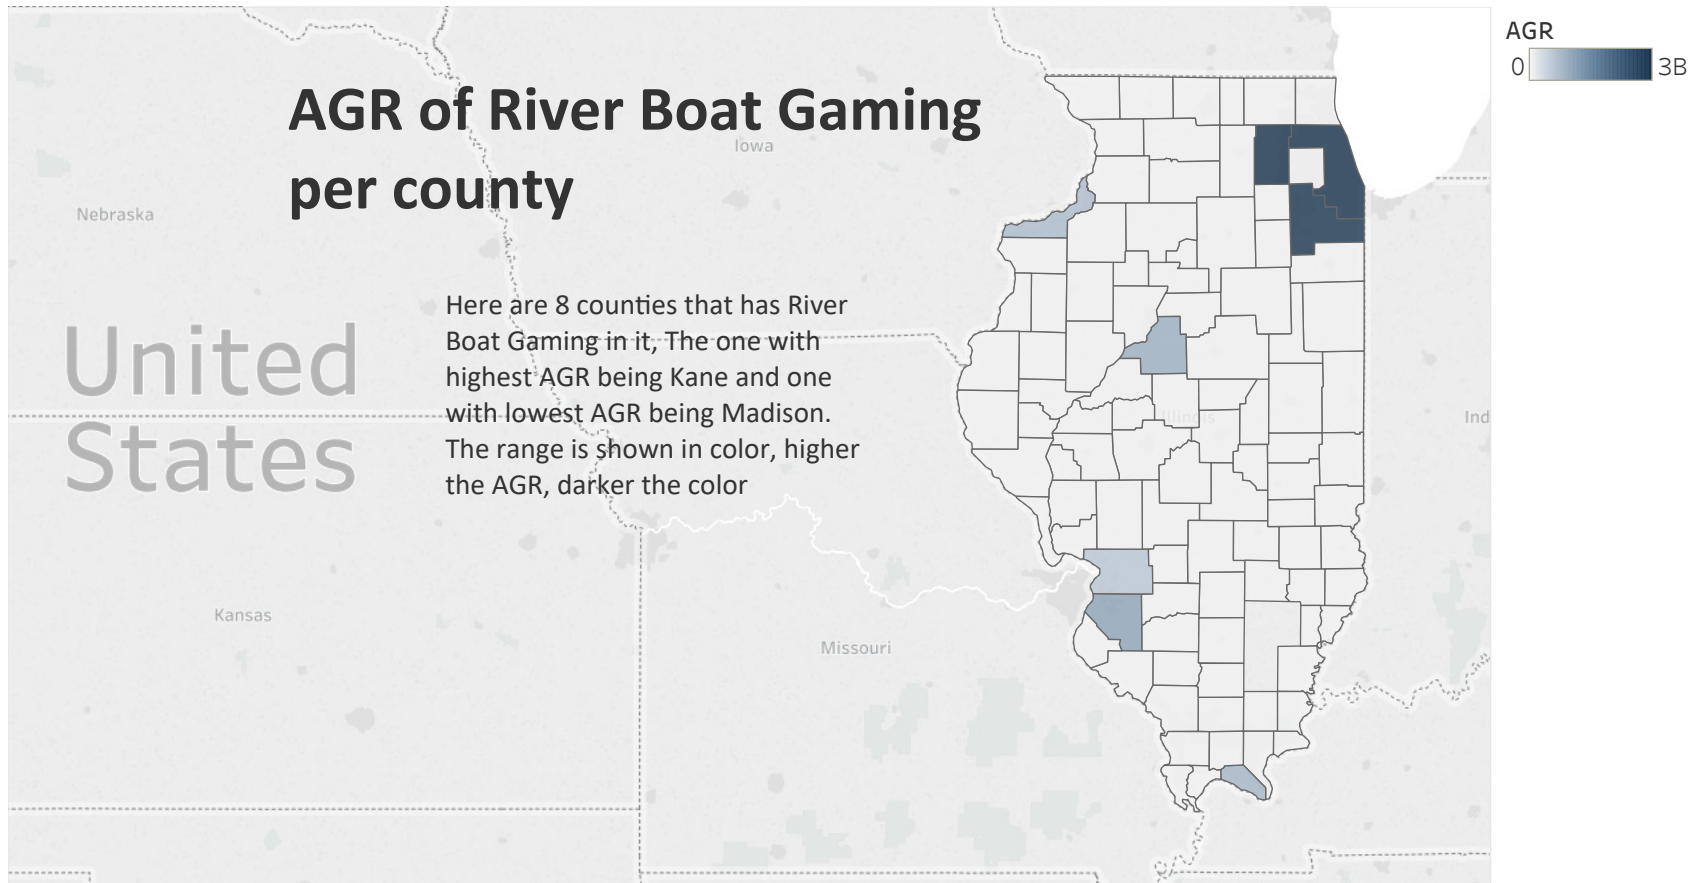 AGR of River Boat Gaming
per county
Here are 8 counties that has River
Boat Gaming in it, The one with
highest AGR being Kane and one
with lowest AGR being Madison.
The range is shown in color, higher
the AGR, darker the color
AGR
0 3B
Iowa
Nebraska
United
States
Illinois
Ind
Kansas
Missouri